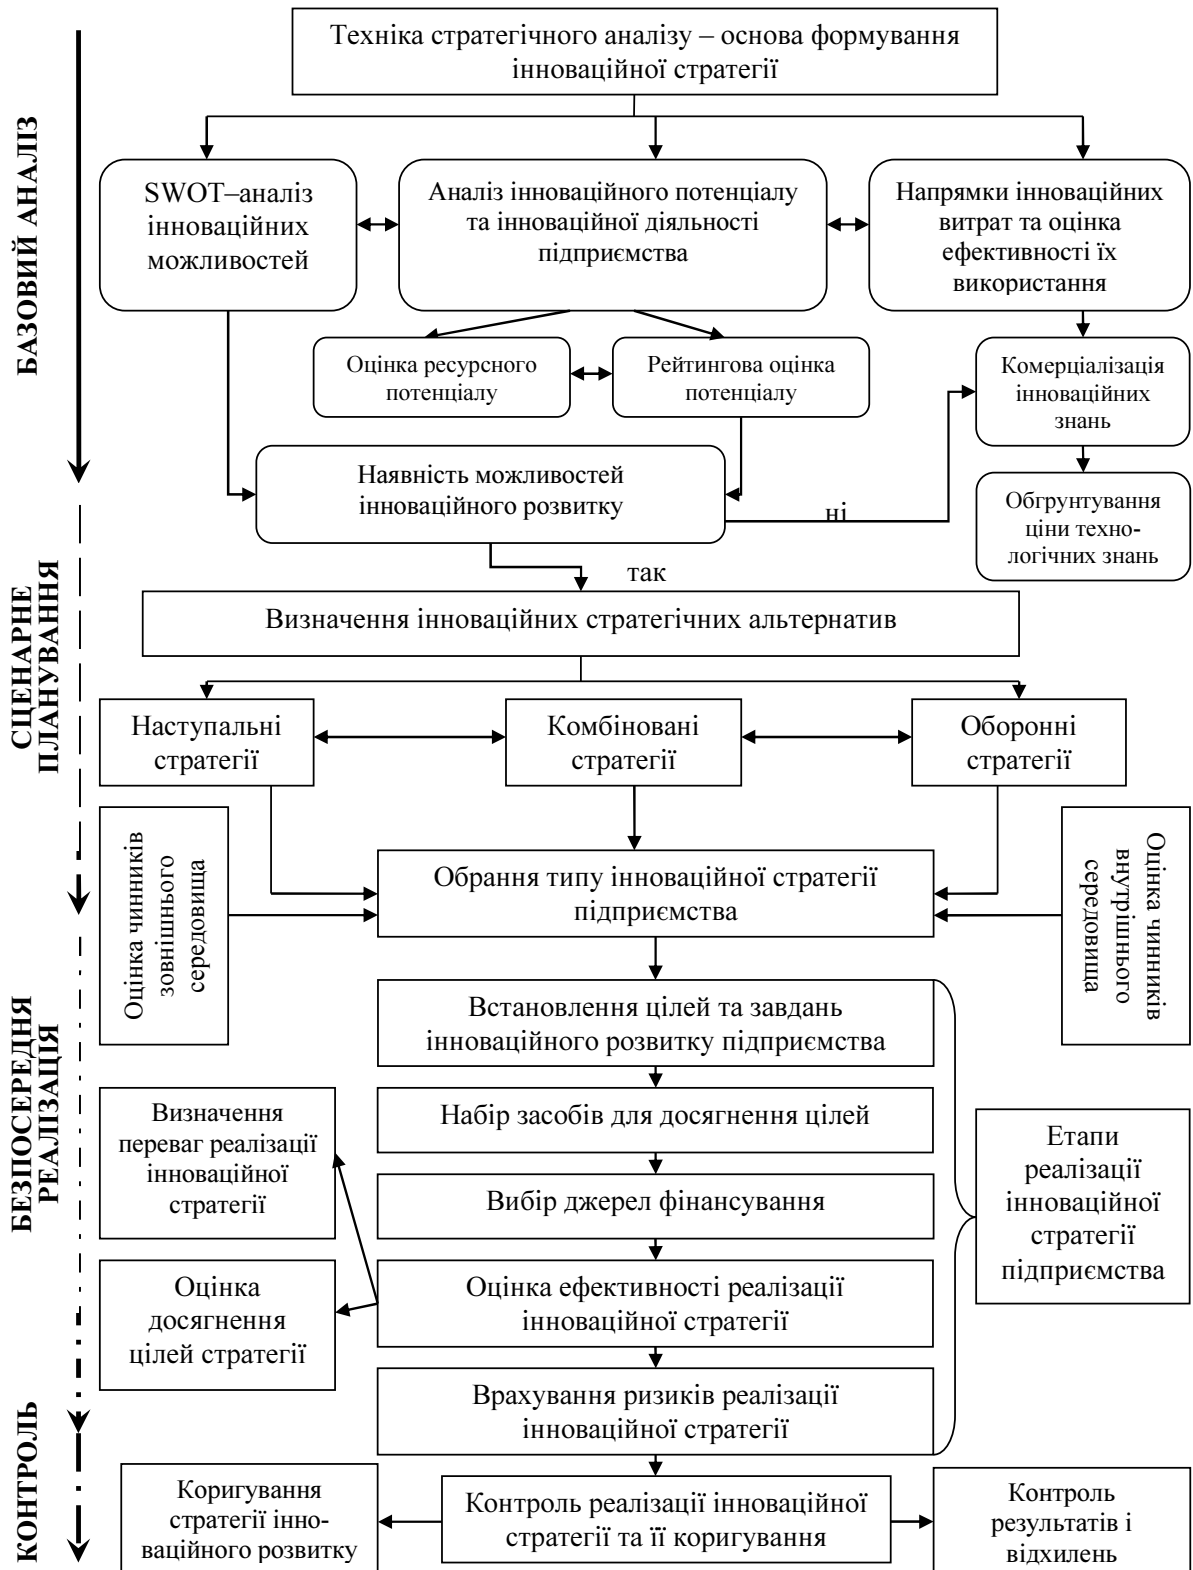 Техніка стратегічного аналізу – основа формування
інноваційної стратегії
БАЗОВИЙ АНАЛІЗ
SWOT–аналіз
інноваційних
можливостей
Аналіз інноваційного потенціалу
та інноваційної діяльності
підприємства
Напрямки інноваційних
витрат та оцінка
ефективності їх
використання
Оцінка ресурсного
потенціалу
Рейтингова оцінка
потенціалу
Комерціалізація
інноваційних
знань
Наявність можливостей
інноваційного розвитку
ні
Обгрунтування
ціни техно-
логічних знань
так
СЦЕНАРНЕ
ПЛАНУВАННЯ
Визначення інноваційних стратегічних альтернатив
Наступальні
стратегії
Комбіновані
стратегії
Оборонні
стратегії
Оцінка чинників
зовнішнього
середовища
Обрання типу інноваційної стратегії
підприємства
Оцінка чинників
внутрішнього
середовища
БЕЗПОСЕРЕДНЯ
РЕАЛІЗАЦІЯ
Встановлення цілей та завдань
інноваційного розвитку підприємства
Набір засобів для досягнення цілей
Визначення
переваг реалізації
інноваційної
стратегії
Вибір джерел фінансування
Етапи
реалізації
інноваційної
стратегії
підприємства
Оцінка ефективності реалізації
інноваційної стратегії
Оцінка
досягнення
цілей стратегії
Врахування ризиків реалізації
інноваційної стратегії
КОНТРОЛЬ
Коригування
стратегії інно-
ваційного розвитку
Контроль реалізації інноваційної
стратегії та її коригування
Контроль
результатів і
відхилень